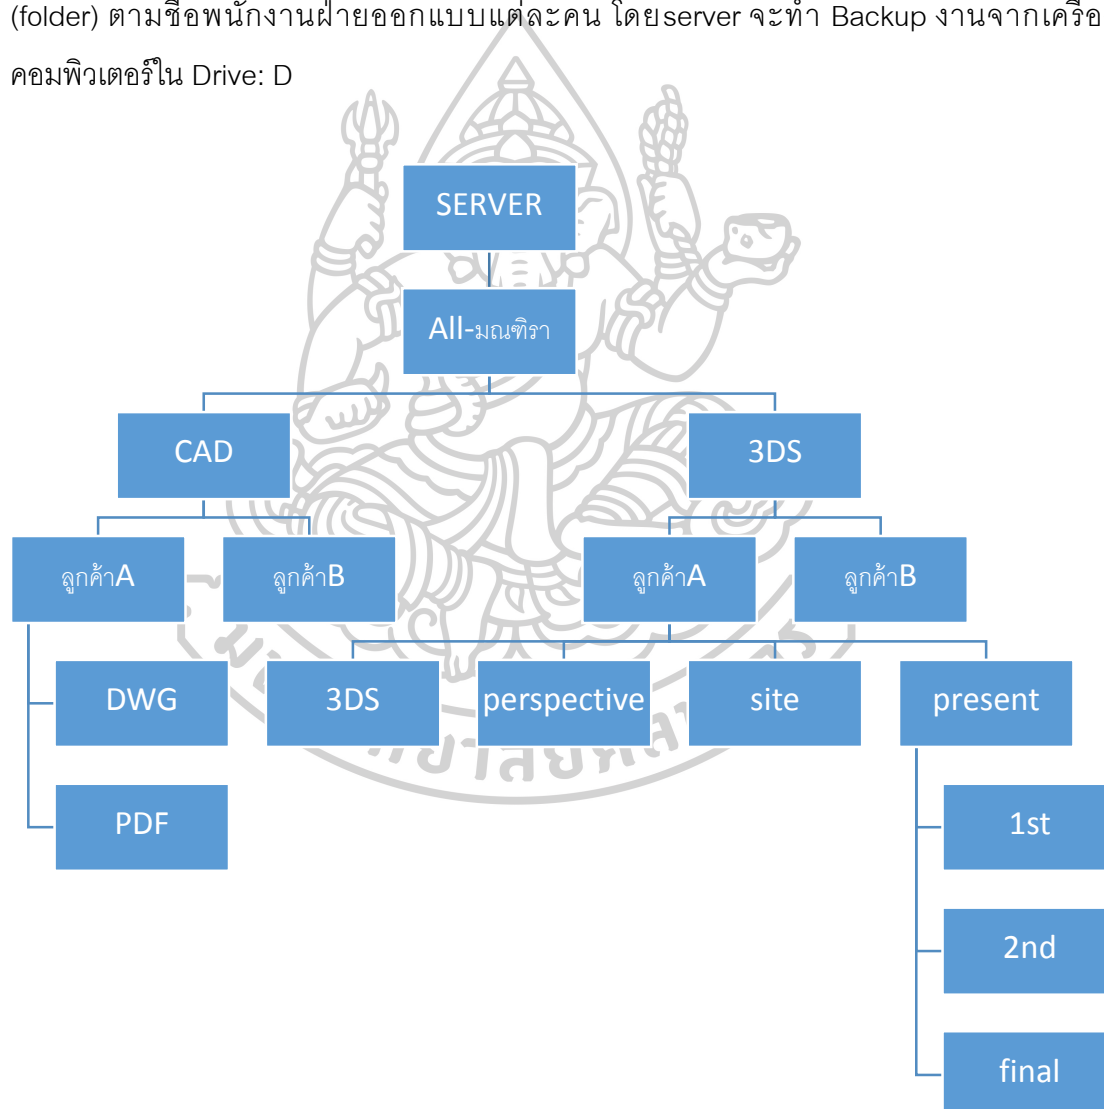 (folder) ตามชื่อพนักงานฝ่ายออกแบบแต่ละคน โดยserver จะทำ Backup งานจากเครื่อ
คอมพิวเตอร์ใน Drive: D
SERVER
All-มณฑิรา
CAD
3DS
ลูกค้าA
ลูกค้าB
ลูกค้าA
ลูกค้าB
DWG
3DS
perspective
site
present
PDF
1st
2nd
final